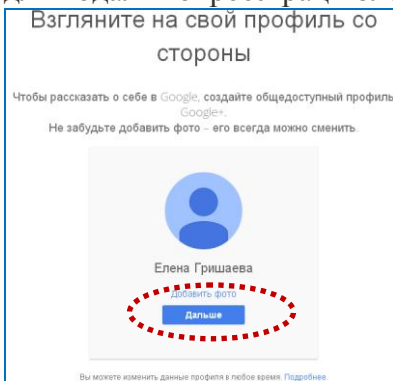 Взгляните на свой профиль со
стороны
Чтобы рассказать о себе в Google, создайте общедоступный профиль
Google+.
Не забудьте добавить фото – его всегда можно сменить.
Елена Гришаева
Добавить фото
Дальше
Вы можете изменить данные профиля в любое время. Подробнее.